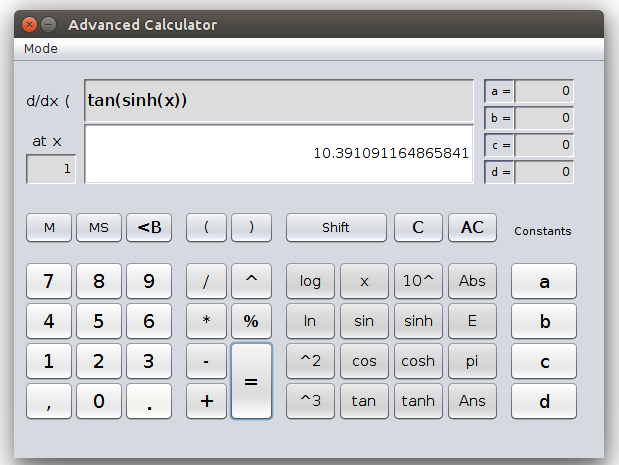 Advanced Calculator
Mode
d/dx ( tan(sinh(x)) a = 0
b = 0
at x 10.391091164865841 c = 0
1 d = 0
M MS <B ( ) Shift C AC Constants
7 8 9 / ^ log x 10^ Abs a
4 5 6 * % ln sin sinh E b
1 2 3 - = ^2 cos cosh pi c
, 0 . + ^3 tan tanh Ans d